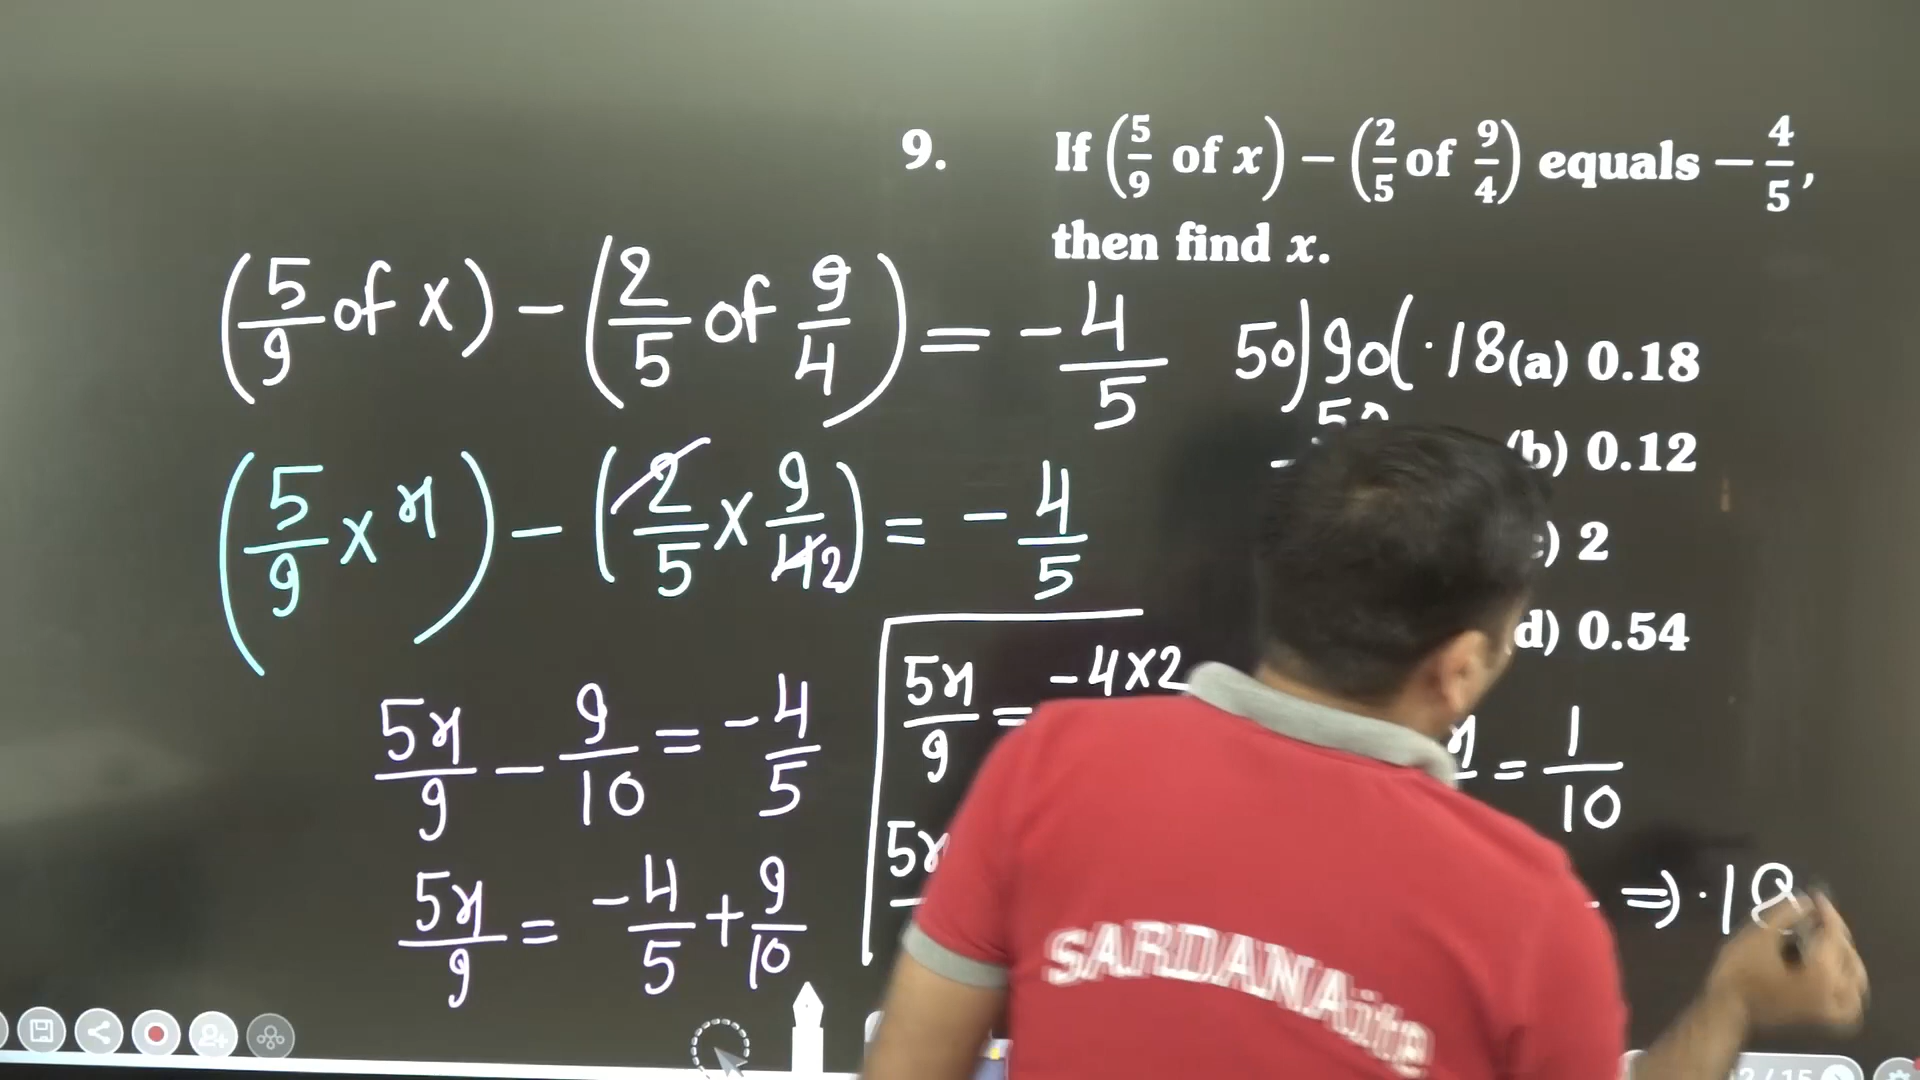 9. If (5/9 of x) − (2/5 of 9/4) equals − 4/5,
then find x.
(a) 0.18
(b) 0.12
) 2
d) 0.54
(5/9 of x) − (2/5 of 9/4) = −4/5
50)90(·18
50
(5/9 × x) − (2/5 × 9/4 2) = −4/5
5x/9 − 9/10 = −4/5
5x/9 = −4/5 + 9/10
5x/9 = −4×2
5x
x = 1/10
⇒ ·18
SARDANAite
/15